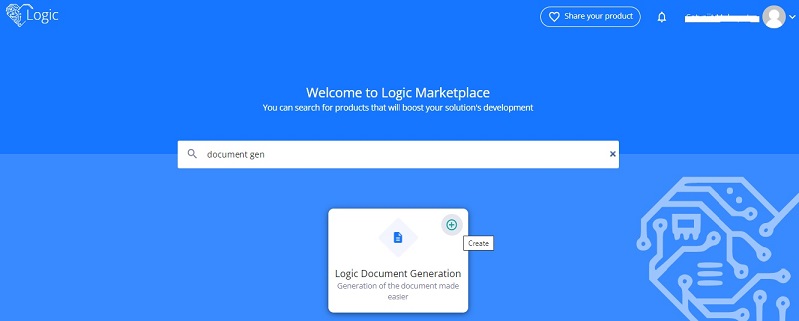 Logic
Share your product
Welcome to Logic Marketplace
You can search for products that will boost your solution's development
document gen
Create
Logic Document Generation
Generation of the document made
easier